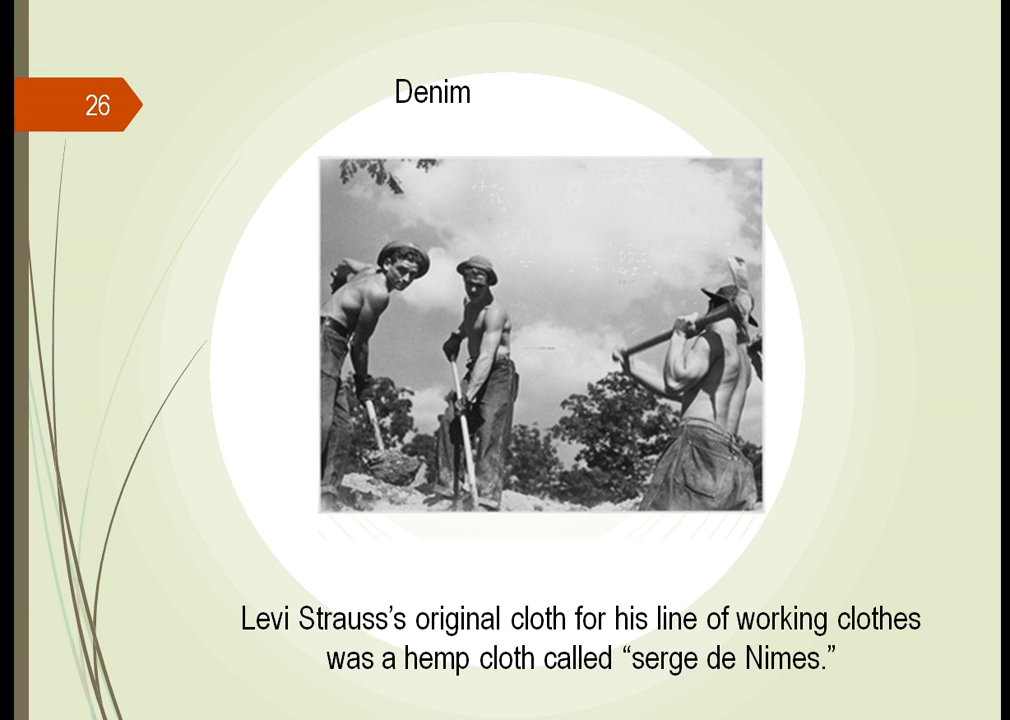 26
Denim
Levi Strauss’s original cloth for his line of working clothes
was a hemp cloth called “serge de Nimes.”